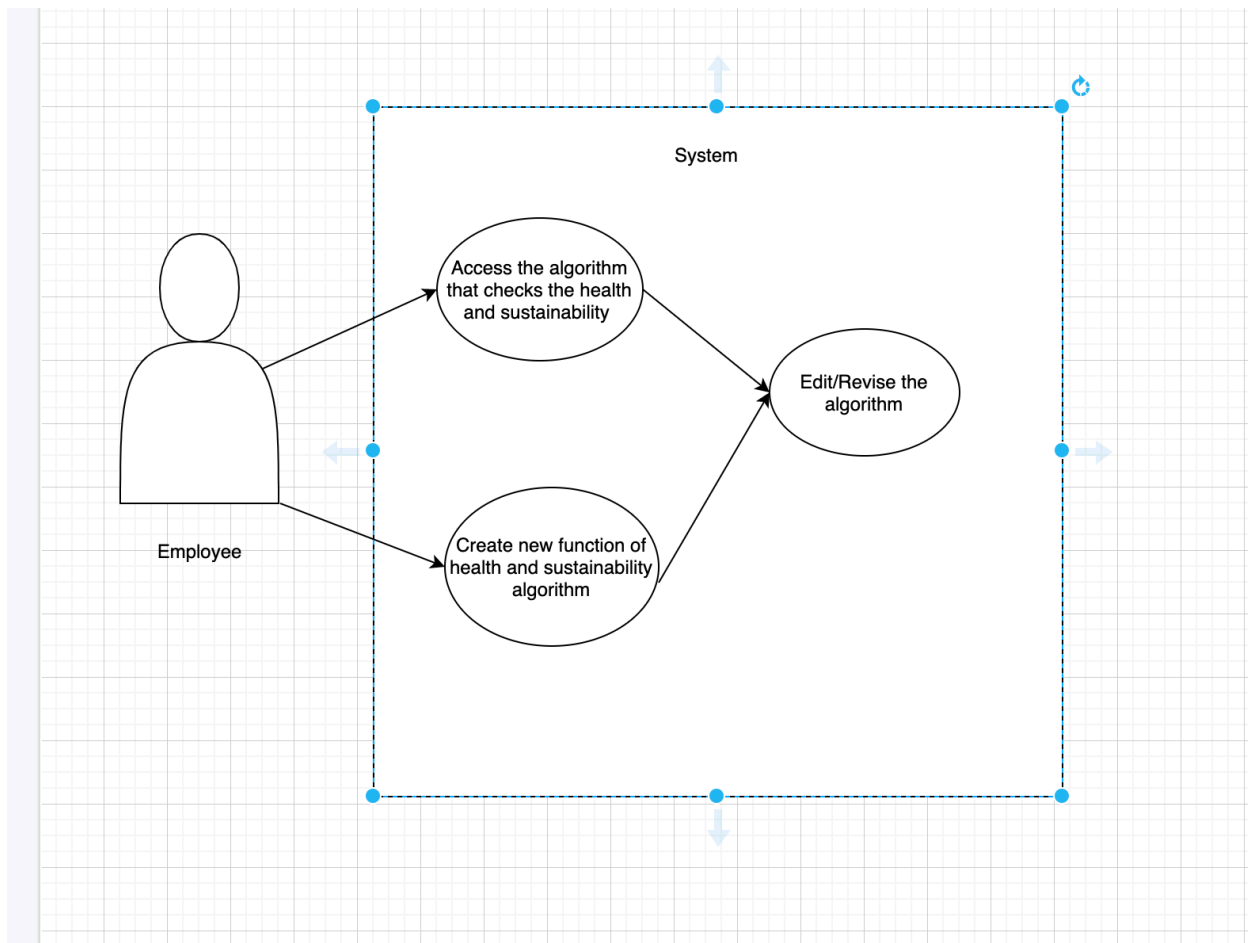 System
Access the algorithm
that checks the health
and sustainability
Edit/Revise the
algorithm
Create new function of
health and sustainability
algorithm
Employee